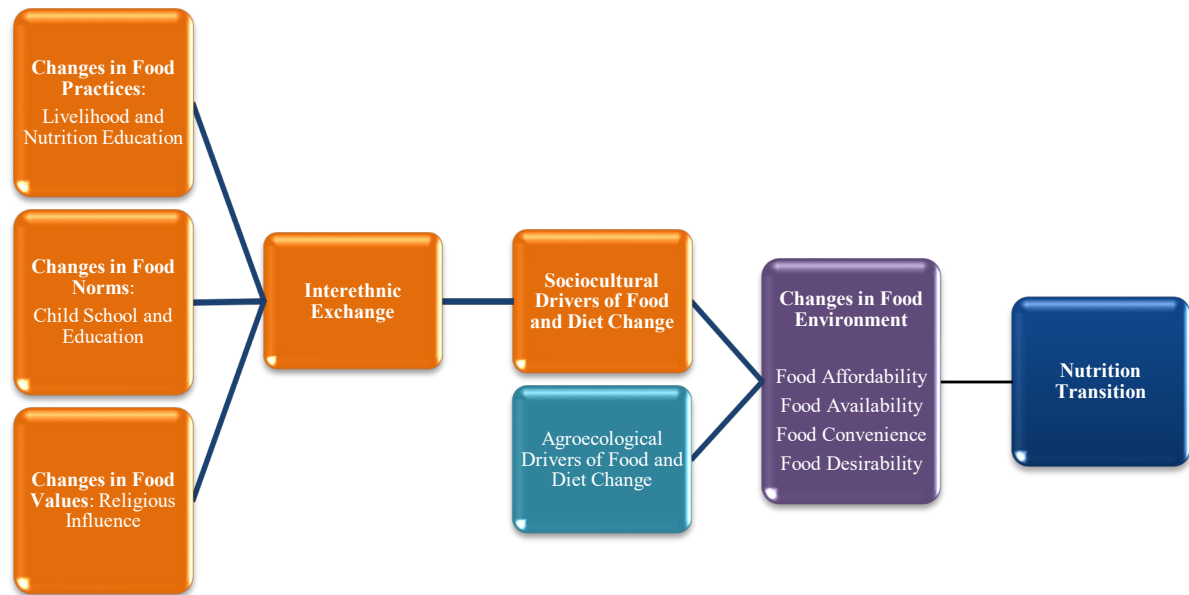 Changes in Food
Practices:
Livelihood and
Nutrition Education
Changes in Food
Norms:
Child School and
Education
Changes in Food
Values: Religious
Influence
Interethnic
Exchange
Sociocultural
Drivers of Food
and Diet Change
Agroecological
Drivers of Food and
Diet Change
Changes in Food
Environment
Food Affordability
Food Availability
Food Convenience
Food Desirability
Nutrition
Transition